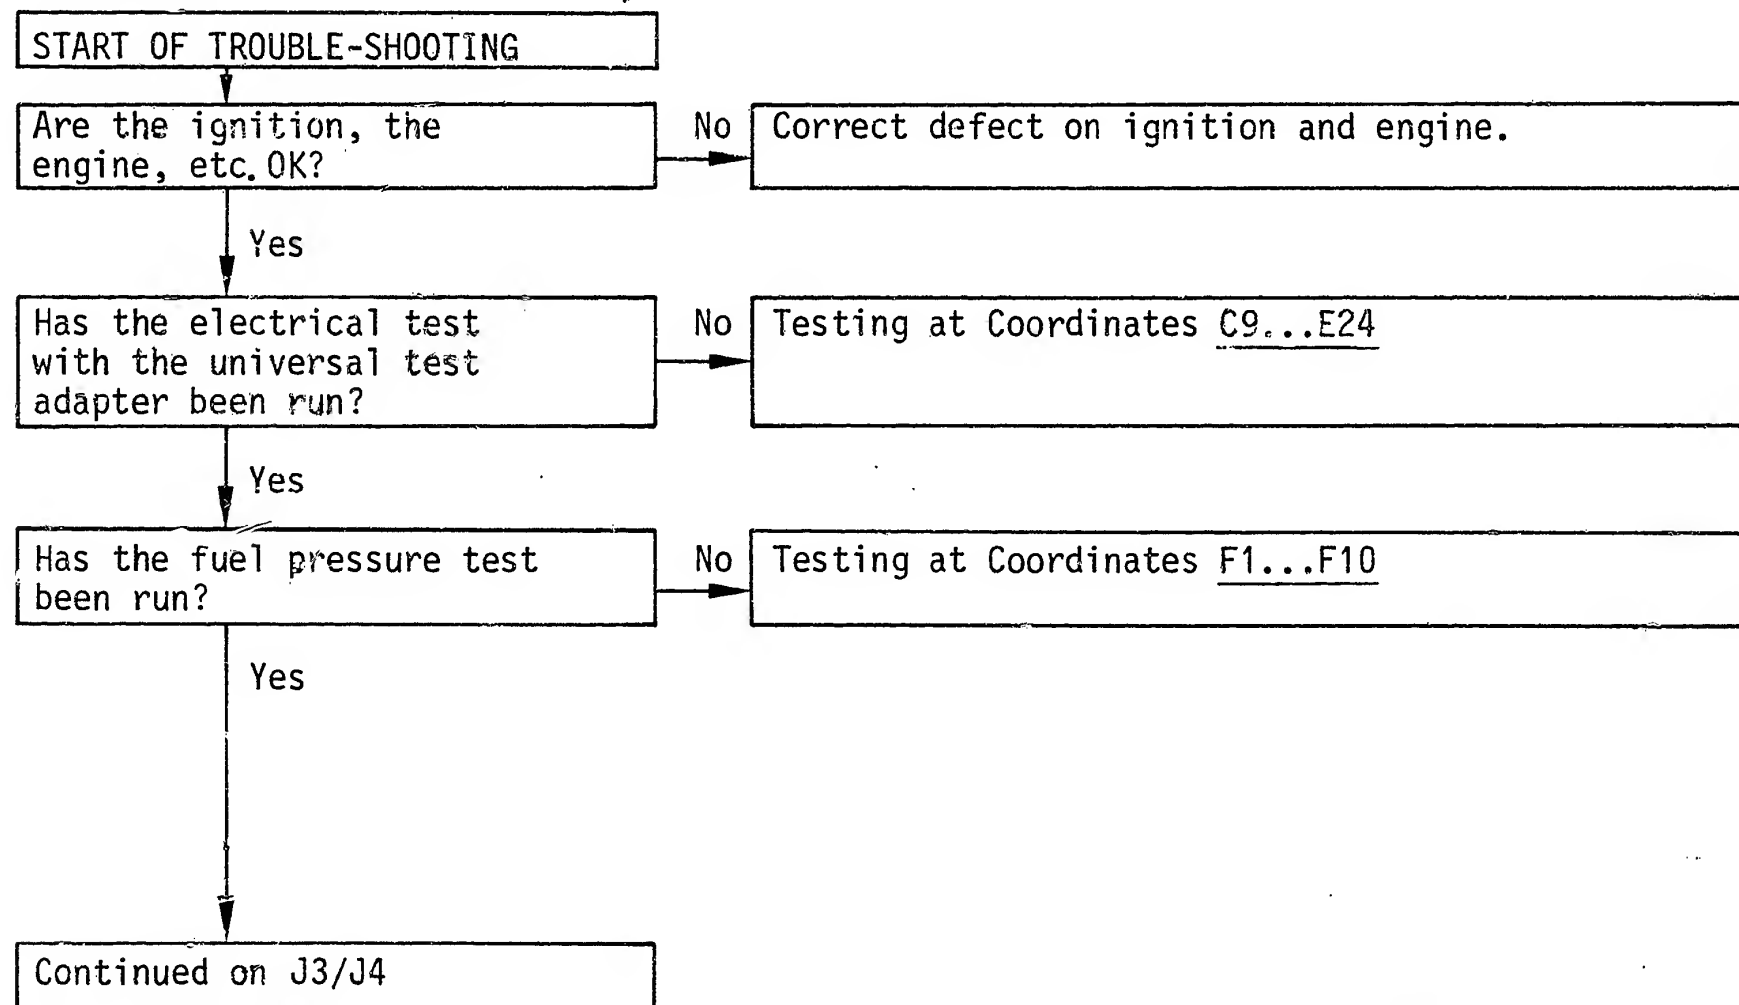 START OF TROUBLE-SHOOTING
Are the ignition, the
engine, etc. OK?
No
Correct defect on ignition and engine.
Yes
Has the electrical test
with the universal test
adapter been run?
No
Testing at Coordinates C9...E24
Yes
Has the fuel pressure test
been run?
No
Testing at Coordinates F1...F10
Yes
Continued on J3/J4